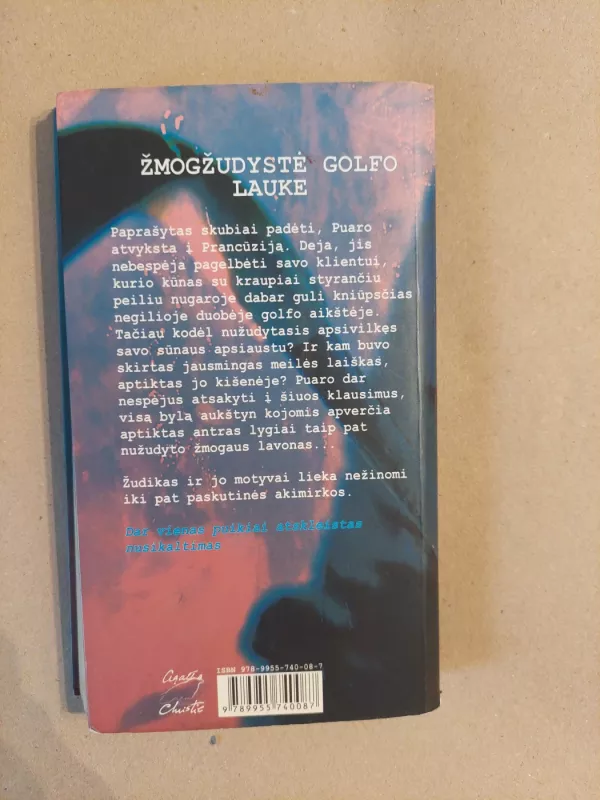 ŽMOGŽUDYSTĖ GOLFO
LAUKE
Paprašytas skubiai padėti, Puaro
atvyksta į Prancūziją. Deja, jis
nebespėja pagelbėti savo klientui,
kurio kūnas su kraupiai styrančiu
peiliu nugaroje dabar guli kniūpsčias
negilioje duobėje golfo aikštėje.
Tačiau kodėl nužudytasis apsivilkęs
savo sūnaus apsiaustu? Ir kam buvo
skirtas jausmingas meilės laiškas,
aptiktas jo kišenėje? Puaro dar
nespėjus atsakyti į šiuos klausimus,
visą bylą aukštyn kojomis apverčia
aptiktas antras lygiai taip pat
nužudyto žmogaus lavonas...
Žudikas ir jo motyvai lieka nežinomi
iki pat paskutinės akimirkos.
Dar vienas puikiai atskleistas
nusikaltimas
ISBN 978-9955-740-08-7
9 789955 740087
Agatha
Christie